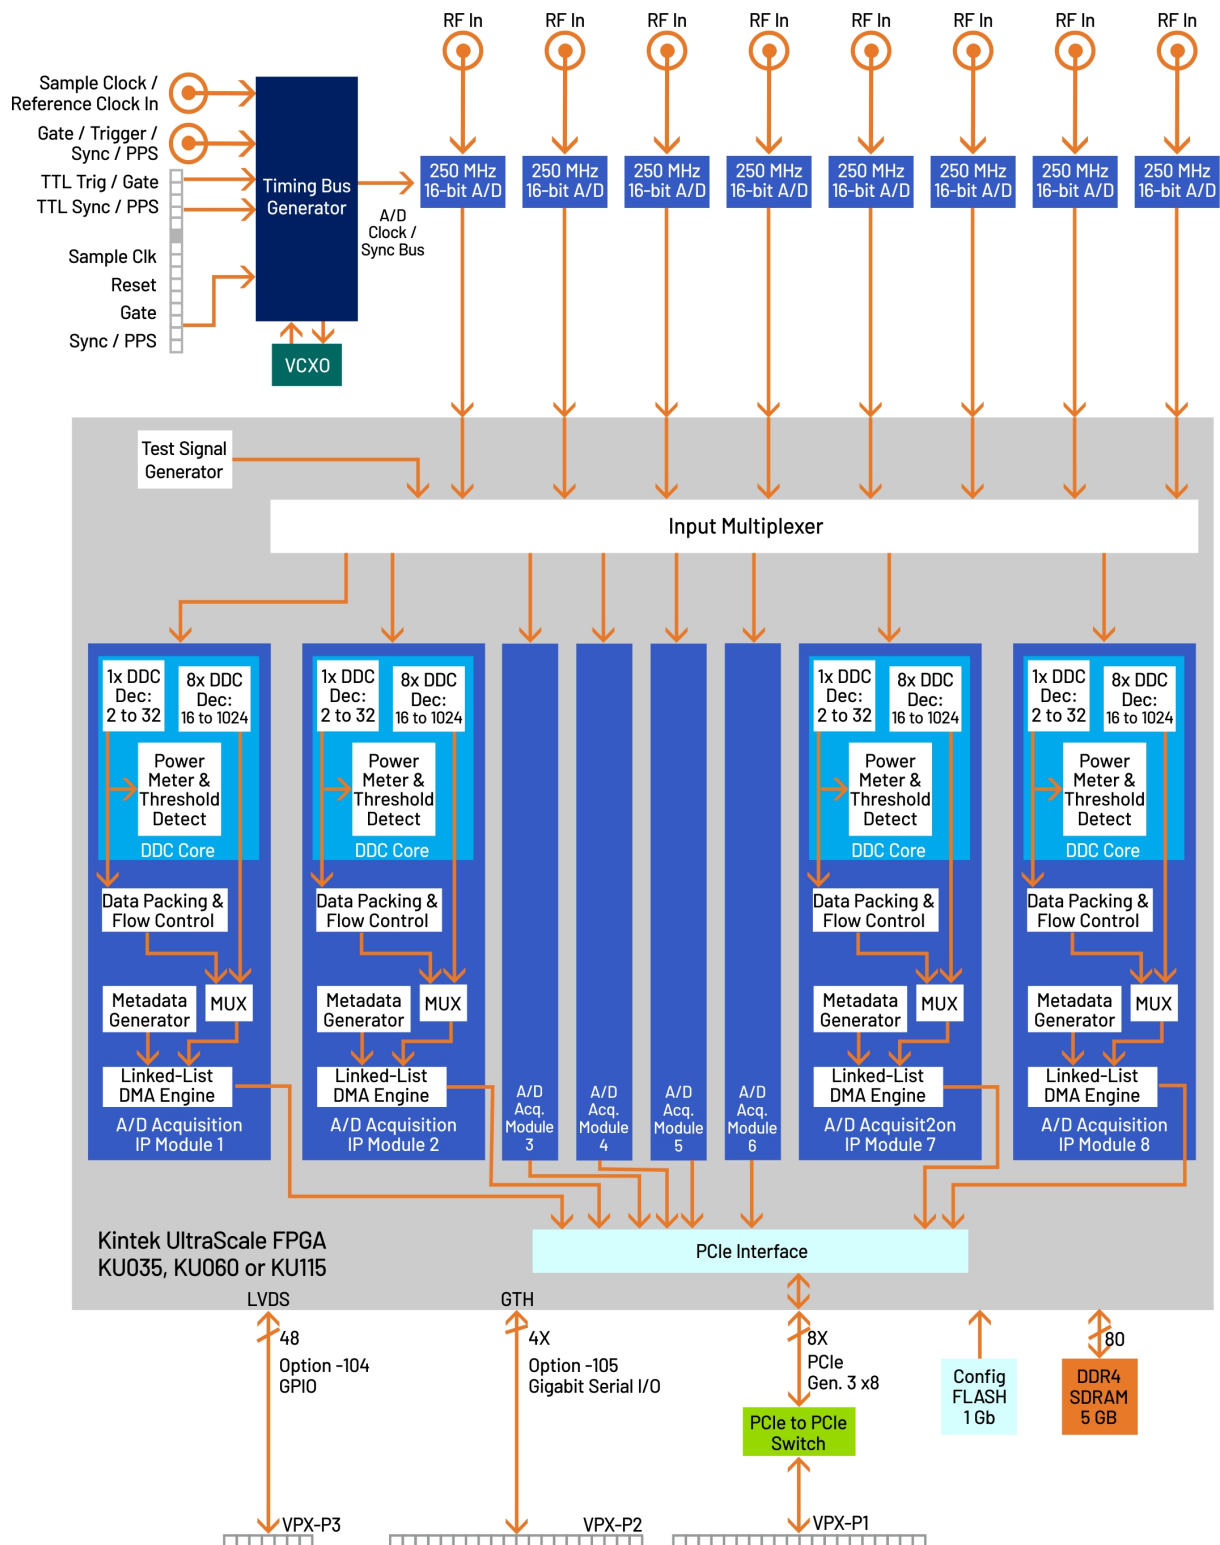 RF In
RF In
RF In
RF In
RF In
RF In
RF In
RF In
Sample Clock /
Reference Clock In
Gate / Trigger /
Sync / PPS
TTL Trig / Gate
TTL Sync / PPS
Sample Clk
Reset
Gate
Sync / PPS
Timing Bus
Generator
A/D
Clock /
Sync Bus
VCXO
250 MHz
16-bit A/D
250 MHz
16-bit A/D
250 MHz
16-bit A/D
250 MHz
16-bit A/D
250 MHz
16-bit A/D
250 MHz
16-bit A/D
250 MHz
16-bit A/D
250 MHz
16-bit A/D
Test Signal
Generator
Input Multiplexer
1x DDC
Dec:
2 to 32
8x DDC
Dec:
16 to 1024
Power
Meter &
Threshold
Detect
DDC Core
Data Packing &
Flow Control
Metadata
Generator
MUX
Linked-List
DMA Engine
A/D Acquisition
IP Module 1
1x DDC
Dec:
2 to 32
8x DDC
Dec:
16 to 1024
Power
Meter &
Threshold
Detect
DDC Core
Data Packing &
Flow Control
Metadata
Generator
MUX
Linked-List
DMA Engine
A/D Acquisition
IP Module 2
A/D
Acq.
Module
3
A/D
Acq.
Module
4
A/D
Acq.
Module
5
A/D
Acq.
Module
6
1x DDC
Dec:
2 to 32
8x DDC
Dec:
16 to 1024
Power
Meter &
Threshold
Detect
DDC Core
Data Packing &
Flow Control
Metadata
Generator
MUX
Linked-List
DMA Engine
A/D Acquisit2on
IP Module 7
1x DDC
Dec:
2 to 32
8x DDC
Dec:
16 to 1024
Power
Meter &
Threshold
Detect
DDC Core
Data Packing &
Flow Control
Metadata
Generator
MUX
Linked-List
DMA Engine
A/D Acquisition
IP Module 8
Kintek UltraScale FPGA
KU035, KU060 or KU115
PCIe Interface
LVDS
48
Option -104
GPIO
VPX-P3
GTH
4X
Option -105
Gigabit Serial I/O
VPX-P2
8X
PCIe
Gen. 3 x8
PCIe to PCIe
Switch
VPX-P1
Config
FLASH
1 Gb
80
DDR4
SDRAM
5 GB